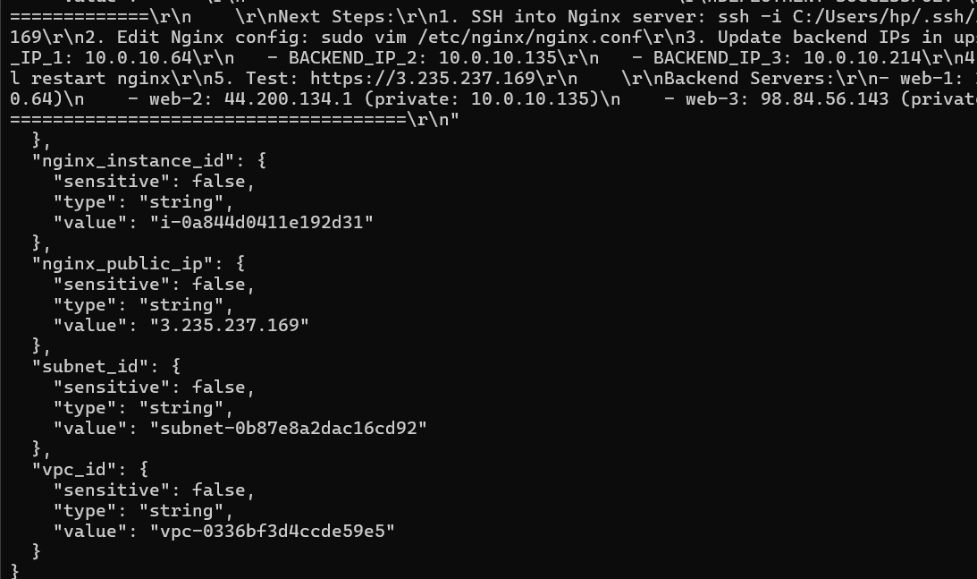 =============\r\n    \r\nNext Steps:\r\n1. SSH into Nginx server: ssh -i C:/Users/hp/.ssh/
169\r\n2. Edit Nginx config: sudo vim /etc/nginx/nginx.conf\r\n3. Update backend IPs in up
_IP_1: 10.0.10.64\r\n   - BACKEND_IP_2: 10.0.10.135\r\n   - BACKEND_IP_3: 10.0.10.214\r\n4
l restart nginx\r\n5. Test: https://3.235.237.169\r\n    \r\nBackend Servers:\r\n- web-1:
0.64)\n    - web-2: 44.200.134.1 (private: 10.0.10.135)\n    - web-3: 98.84.56.143 (privat
=====================================\r\n"
  },
  "nginx_instance_id": {
    "sensitive": false,
    "type": "string",
    "value": "i-0a844d0411e192d31"
  },
  "nginx_public_ip": {
    "sensitive": false,
    "type": "string",
    "value": "3.235.237.169"
  },
  "subnet_id": {
    "sensitive": false,
    "type": "string",
    "value": "subnet-0b87e8a2dac16cd92"
  },
  "vpc_id": {
    "sensitive": false,
    "type": "string",
    "value": "vpc-0336bf3d4ccde59e5"
  }
}